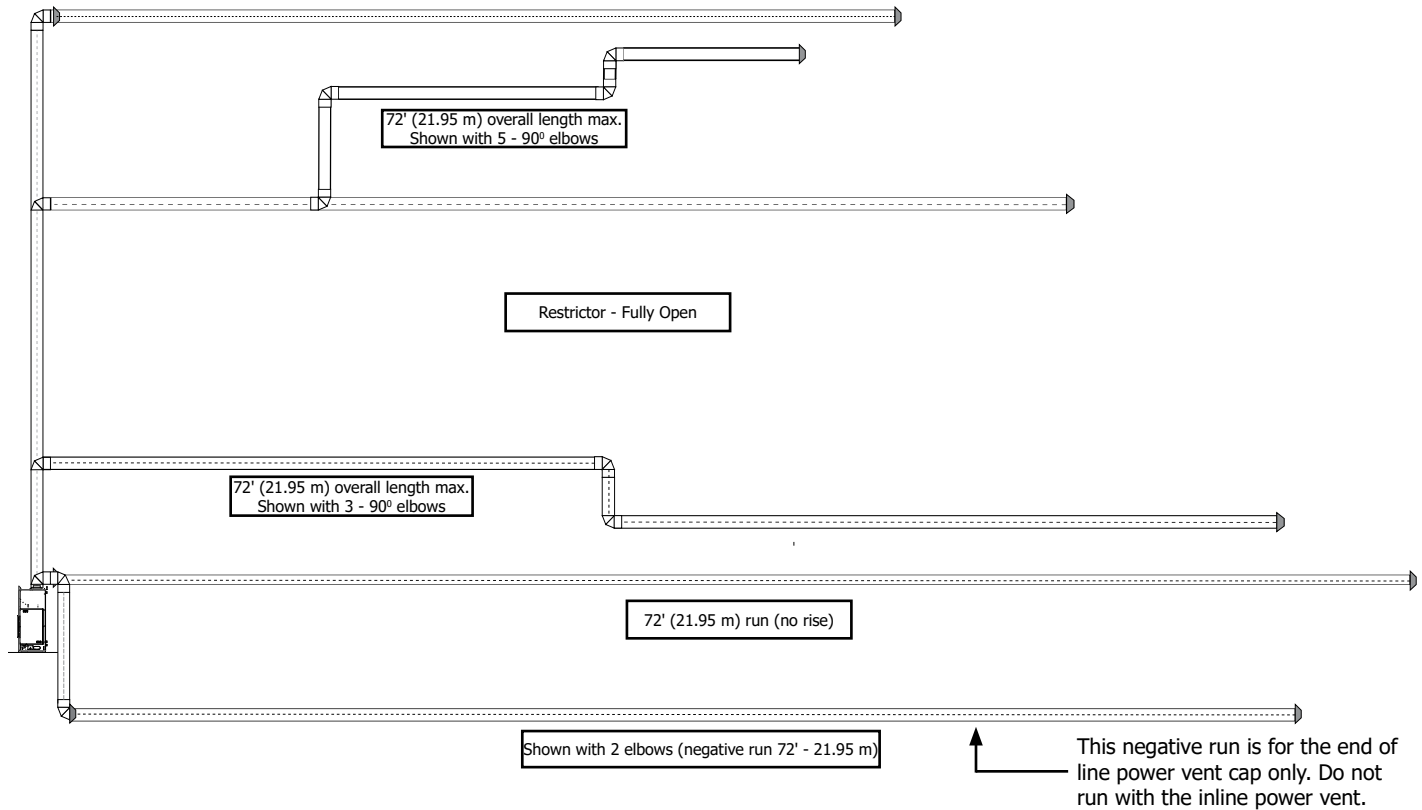 72' (21.95 m) overall length max.
Shown with 5 - 90⁰ elbows
Restrictor - Fully Open
72' (21.95 m) overall length max.
Shown with 3 - 90⁰ elbows
72' (21.95 m) run (no rise)
Shown with 2 elbows (negative run 72' - 21.95 m)
This negative run is for the end of
line power vent cap only. Do not
run with the inline power vent.